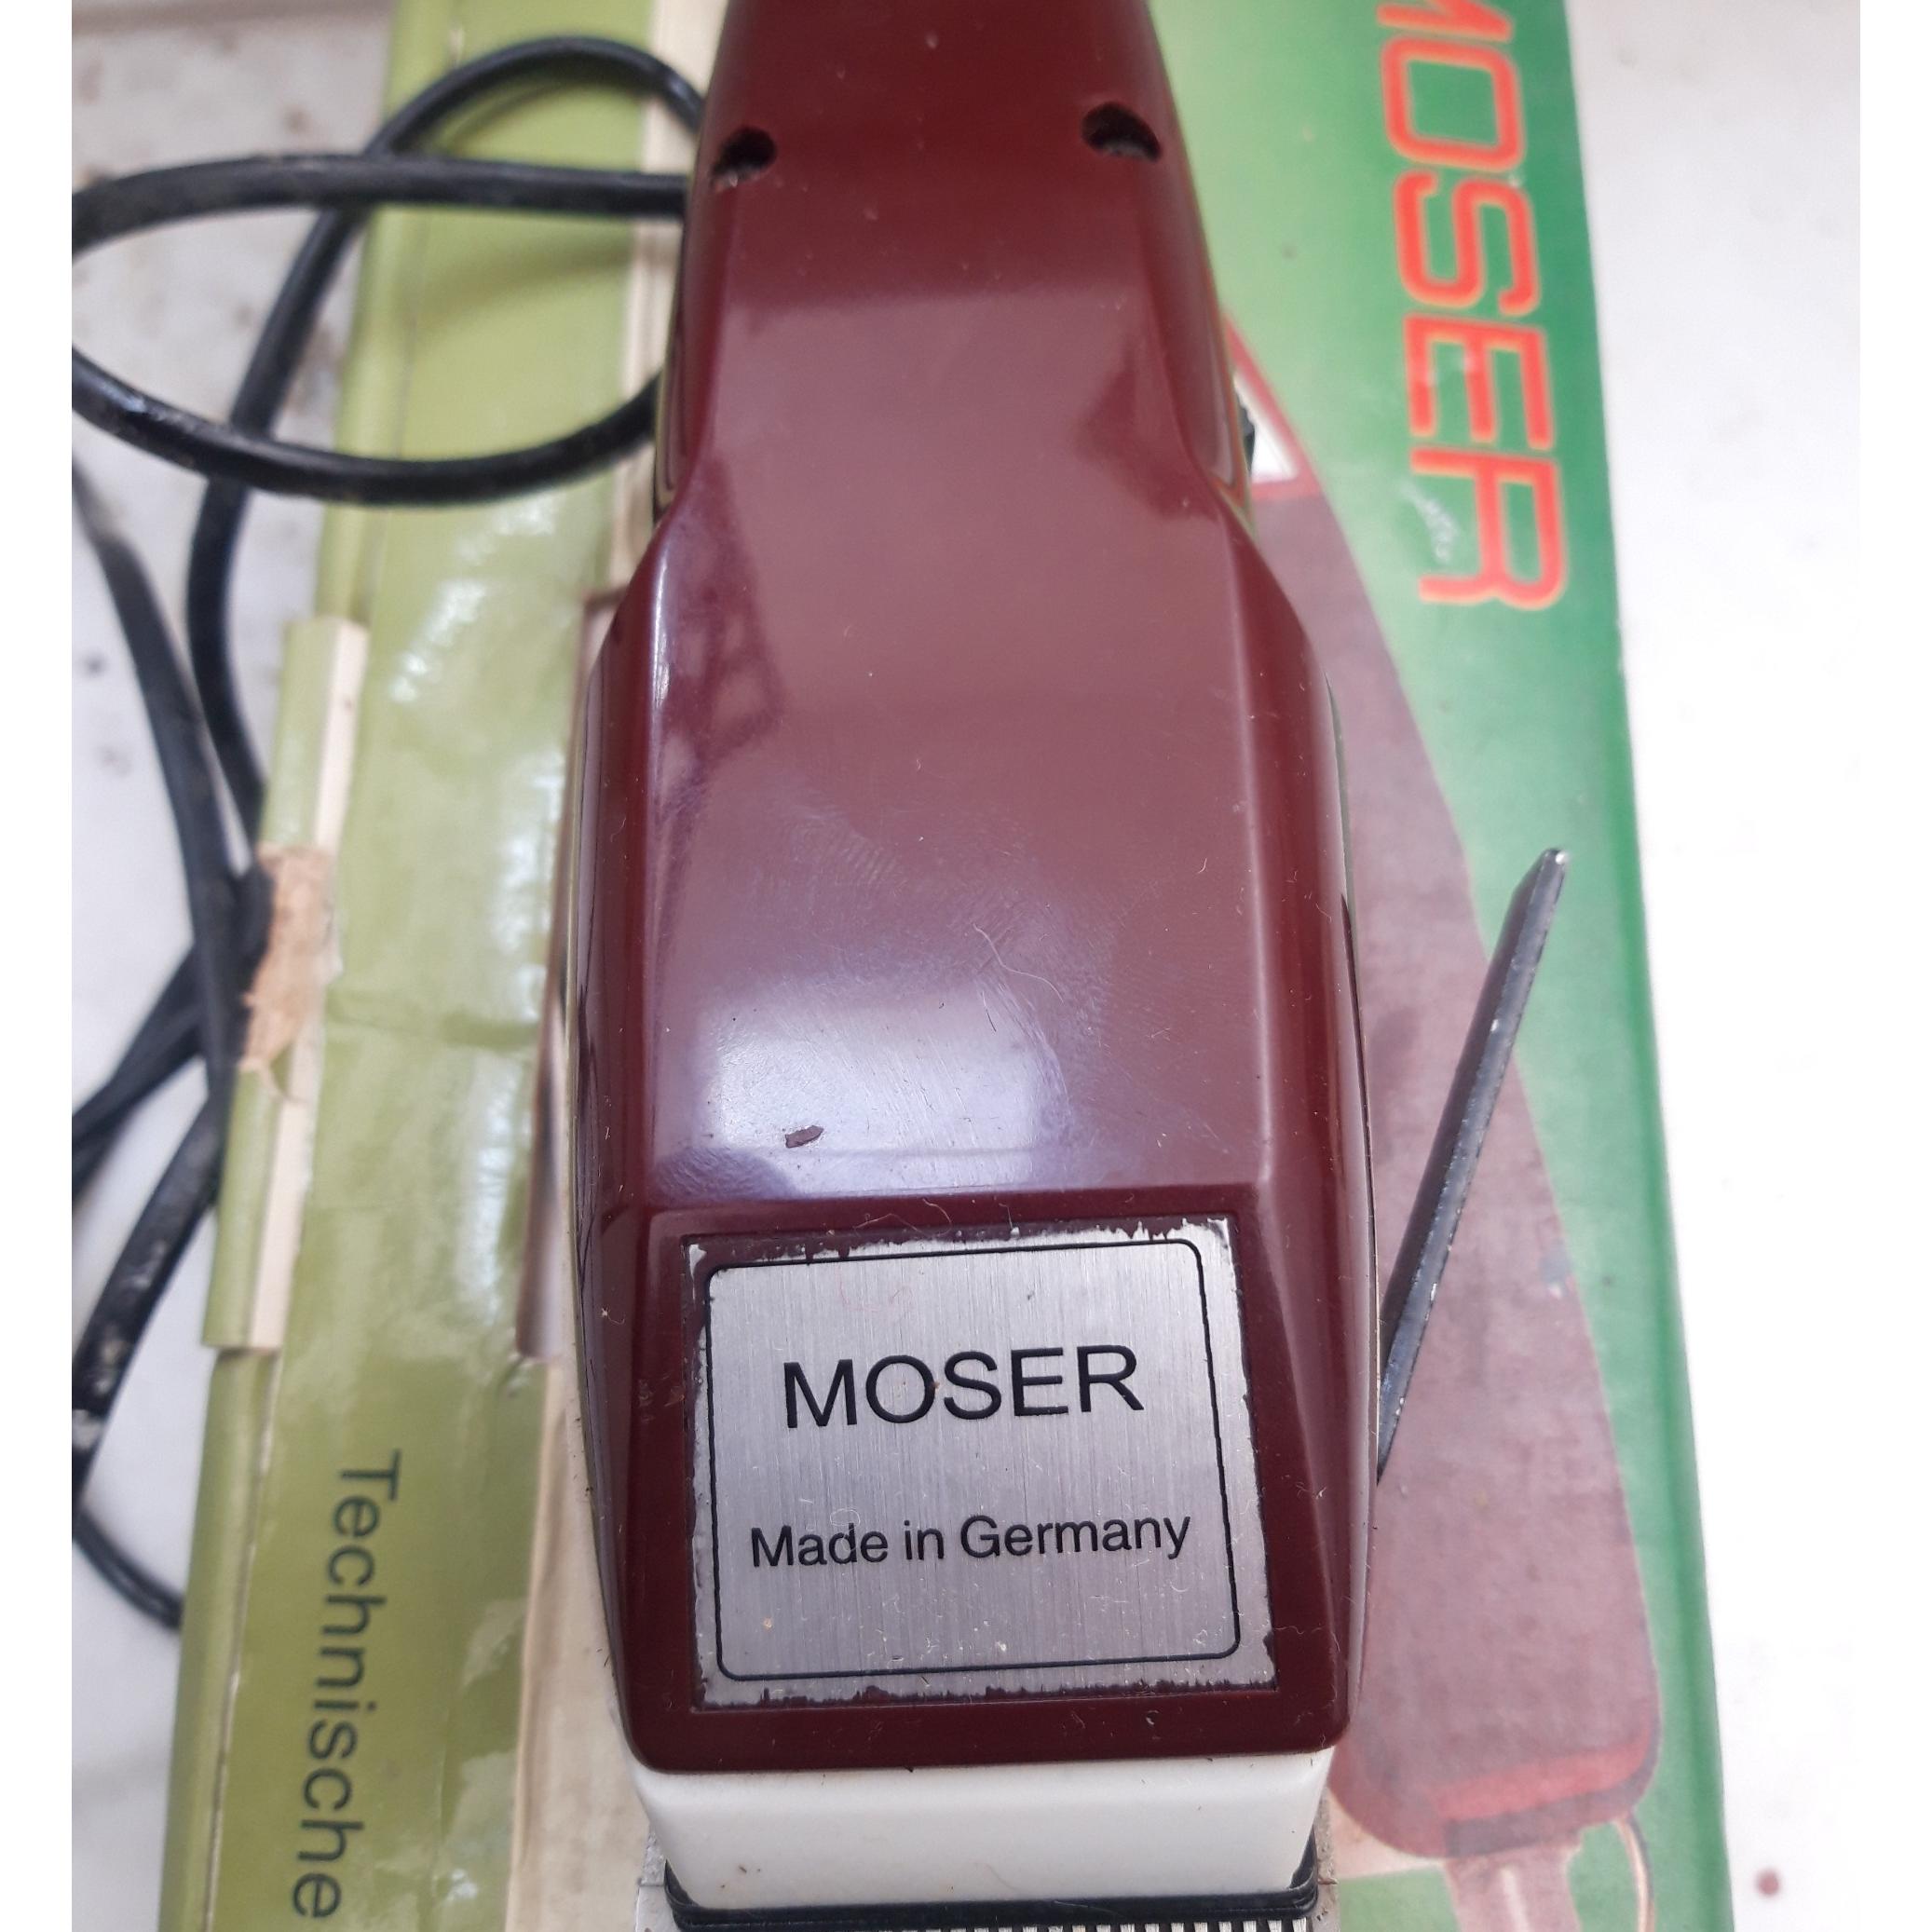 MOSER
MOSER
Made in Germany
Technische